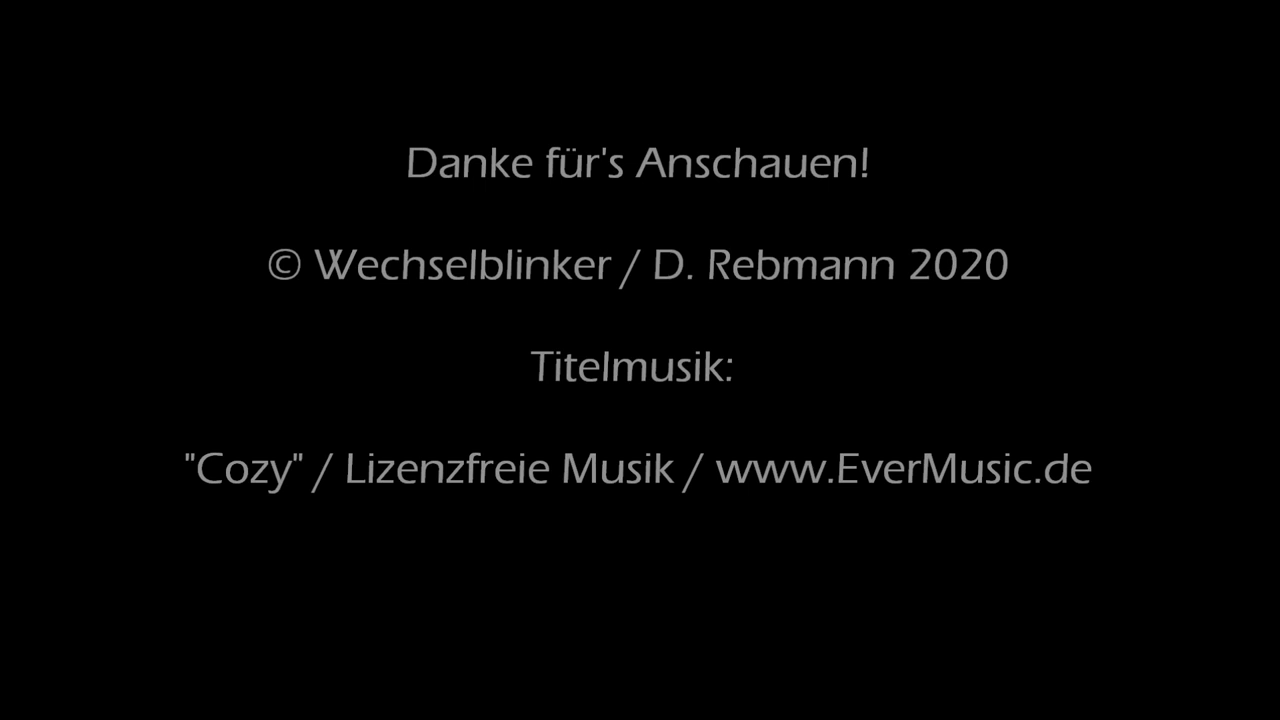 Danke für's Anschauen!
© Wechselblinker / D. Rebmann 2020
Titelmusik:
"Cozy" / Lizenzfreie Musik / www.EverMusic.de